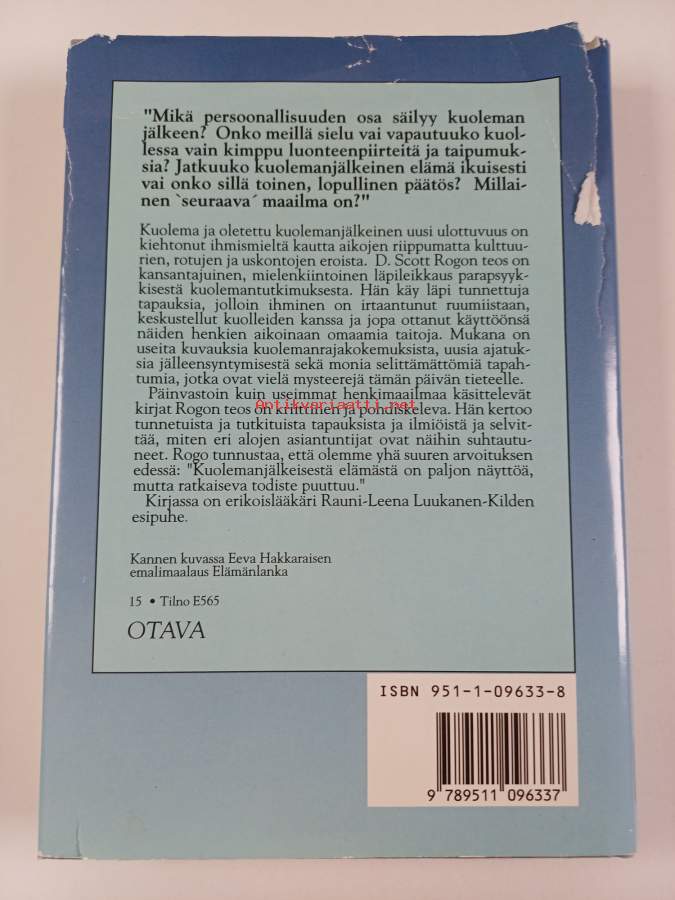 "Mikä persoonallisuuden osa säilyy kuoleman
jälkeen? Onko meillä sielu vai vapautuuko kuol-
lessa vain kimppu luonteenpiirteitä ja taipumuk-
sia? Jatkuuko kuolemanjälkeinen elämä ikuisesti
vai onko sillä toinen, lopullinen päätös? Millai-
nen `seuraava´ maailma on?"
Kuolema ja oletettu kuolemanjälkeinen uusi ulottuvuus on
kiehtonut ihmismieltä kautta aikojen riippumatta kulttuu-
rien, rotujen ja uskontojen eroista. D. Scott Rogon teos on
kansantajuinen, mielenkiintoinen läpileikkaus parapsyyk-
kisestä kuolemantutkimuksesta. Hän käy läpi tunnettuja
tapauksia, jolloin ihminen on irtaantunut ruumiistaan,
keskustellut kuolleiden kanssa ja jopa ottanut käyttöönsä
näiden henkien aikoinaan omaamia taitoja. Mukana on
useita kuvauksia kuolemanrajakokemuksista, uusia ajatuk-
sia jälleensyntymisestä sekä monia selittämättömiä tapah-
tumia, jotka ovat vielä mysteerejä tämän päivän tieteelle.
Päinvastoin kuin useimmat henkimaailmaa käsittelevät
Antikvariaatti.net
kirjat Rogon teos on kriittinen ja pohdiskeleva. Hän kertoo
tunnetuista ja tutkituista tapauksista ja ilmiöistä ja selvit-
tää, miten eri alojen asiantuntijat ovat näihin suhtautu-
neet. Rogo tunnustaa, että olemme yhä suuren arvoituksen
edessä: "Kuolemanjälkeisestä elämästä on paljon näyttöä,
mutta ratkaiseva todiste puuttuu."
Kirjassa on erikoislääkäri Rauni-Leena Luukanen-Kilden
esipuhe.
Kannen kuvassa Eeva Hakkaraisen
emalimaalaus Elämänlanka
15 • Tilno E565
OTAVA
ISBN 951-1-09633-8
9 789511 096337